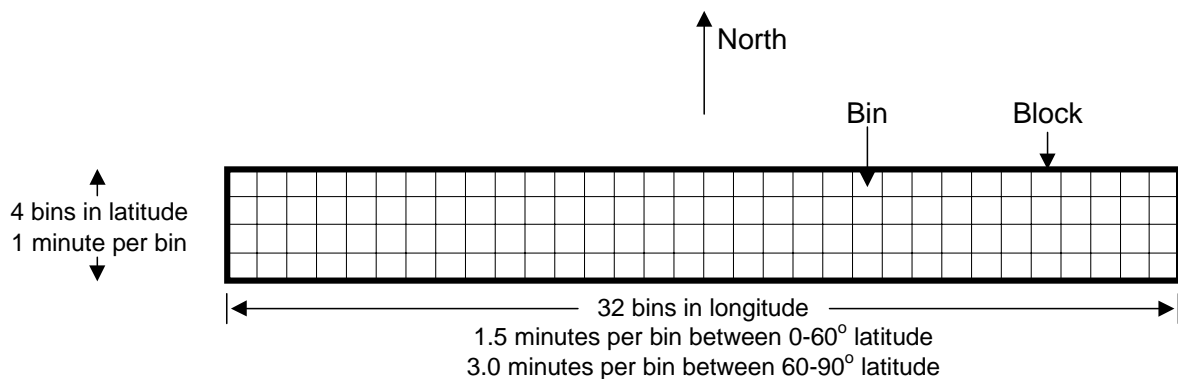 North
Bin
Block
4 bins in latitude
1 minute per bin
32 bins in longitude
1.5 minutes per bin between 0-60° latitude
3.0 minutes per bin between 60-90° latitude